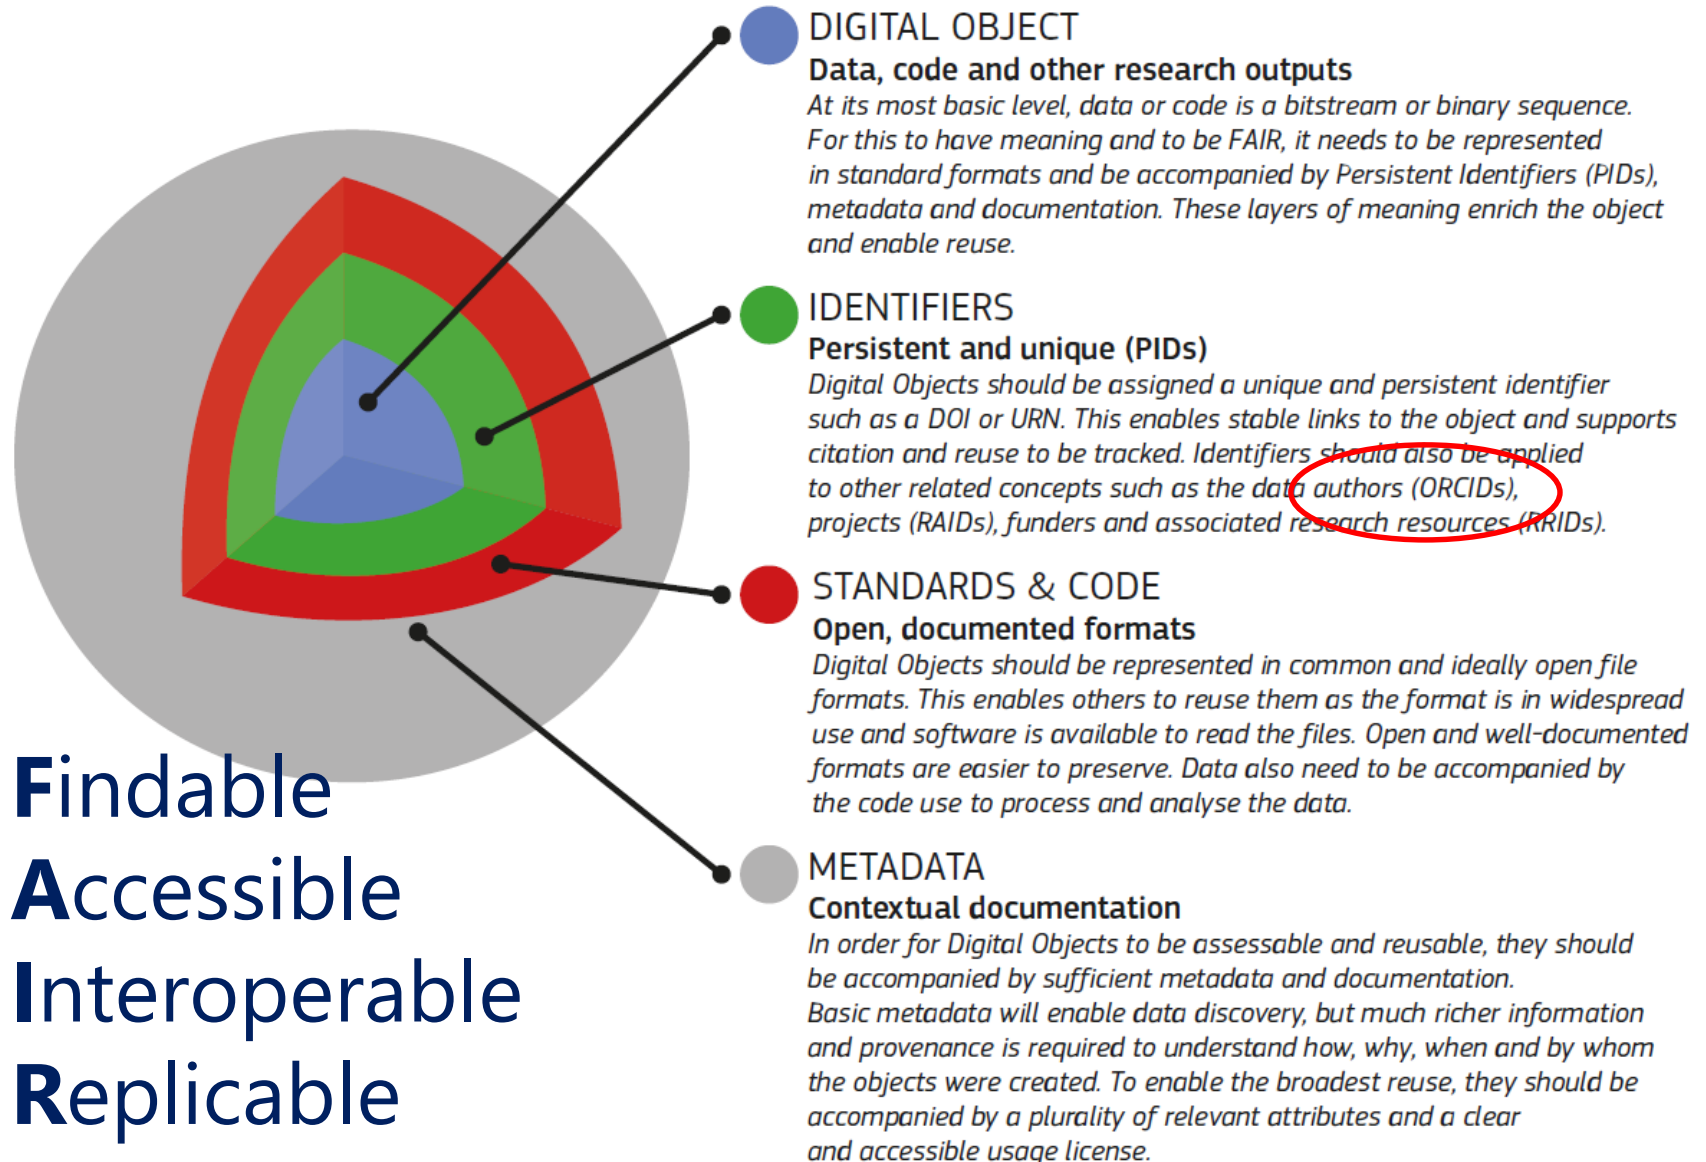 DIGITAL OBJECT
Data, code and other research outputs
At its most basic level, data or code is a bitstream or binary sequence.
For this to have meaning and to be FAIR, it needs to be represented
in standard formats and be accompanied by Persistent Identifiers (PIDs),
metadata and documentation. These layers of meaning enrich the object
and enable reuse.
IDENTIFIERS
Persistent and unique (PIDs)
Digital Objects should be assigned a unique and persistent identifier
such as a DOI or URN. This enables stable links to the object and supports
citation and reuse to be tracked. Identifiers should also be applied
to other related concepts such as the data authors (ORCIDs),
projects (RAIDs), funders and associated research resources (RRIDs).
STANDARDS & CODE
Open, documented formats
Digital Objects should be represented in common and ideally open file
formats. This enables others to reuse them as the format is in widespread
use and software is available to read the files. Open and well-documented
formats are easier to preserve. Data also need to be accompanied by
the code use to process and analyse the data.
METADATA
Contextual documentation
In order for Digital Objects to be assessable and reusable, they should
be accompanied by sufficient metadata and documentation.
Basic metadata will enable data discovery, but much richer information
and provenance is required to understand how, why, when and by whom
the objects were created. To enable the broadest reuse, they should be
accompanied by a plurality of relevant attributes and a clear
and accessible usage license.
Findable
Accessible
Interoperable
Replicable